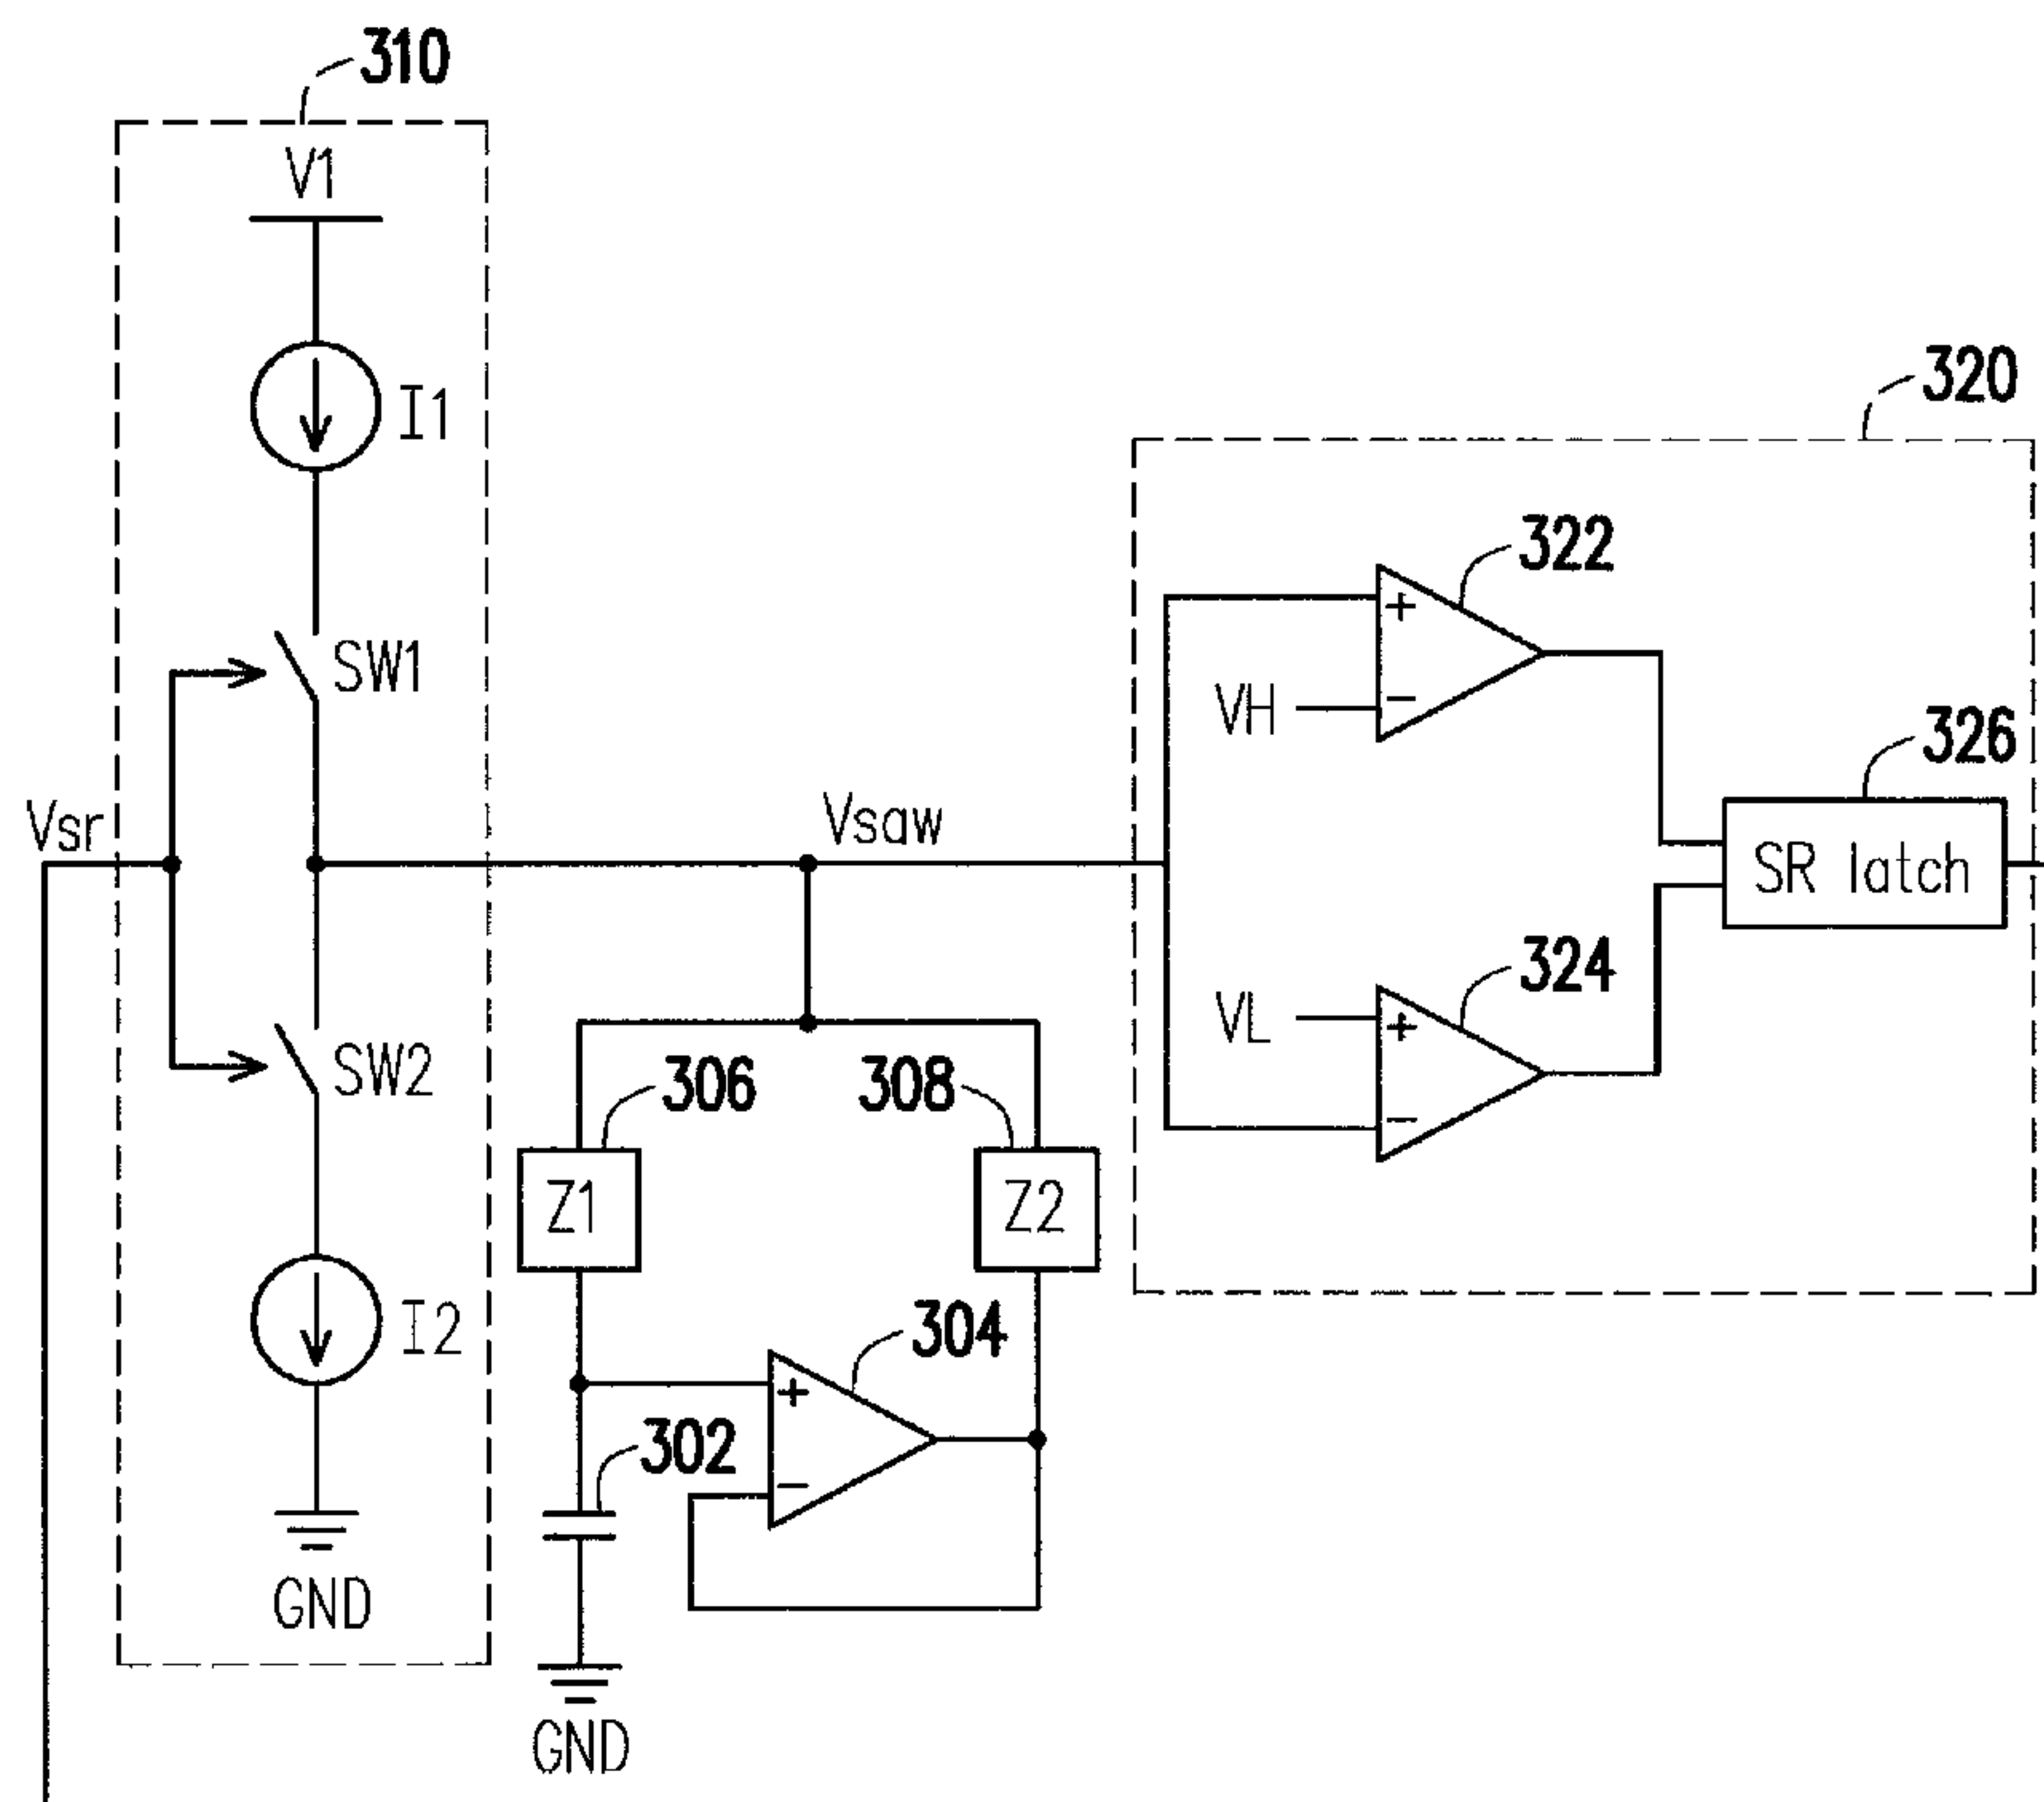 310
V1
I1
320
322
+
SW1
VH
−
326
Vsr
Vsaw
SR latch
324
VL
+
SW2
306
308
−
Z1
Z2
I2
304
+
302
−
GND
GND